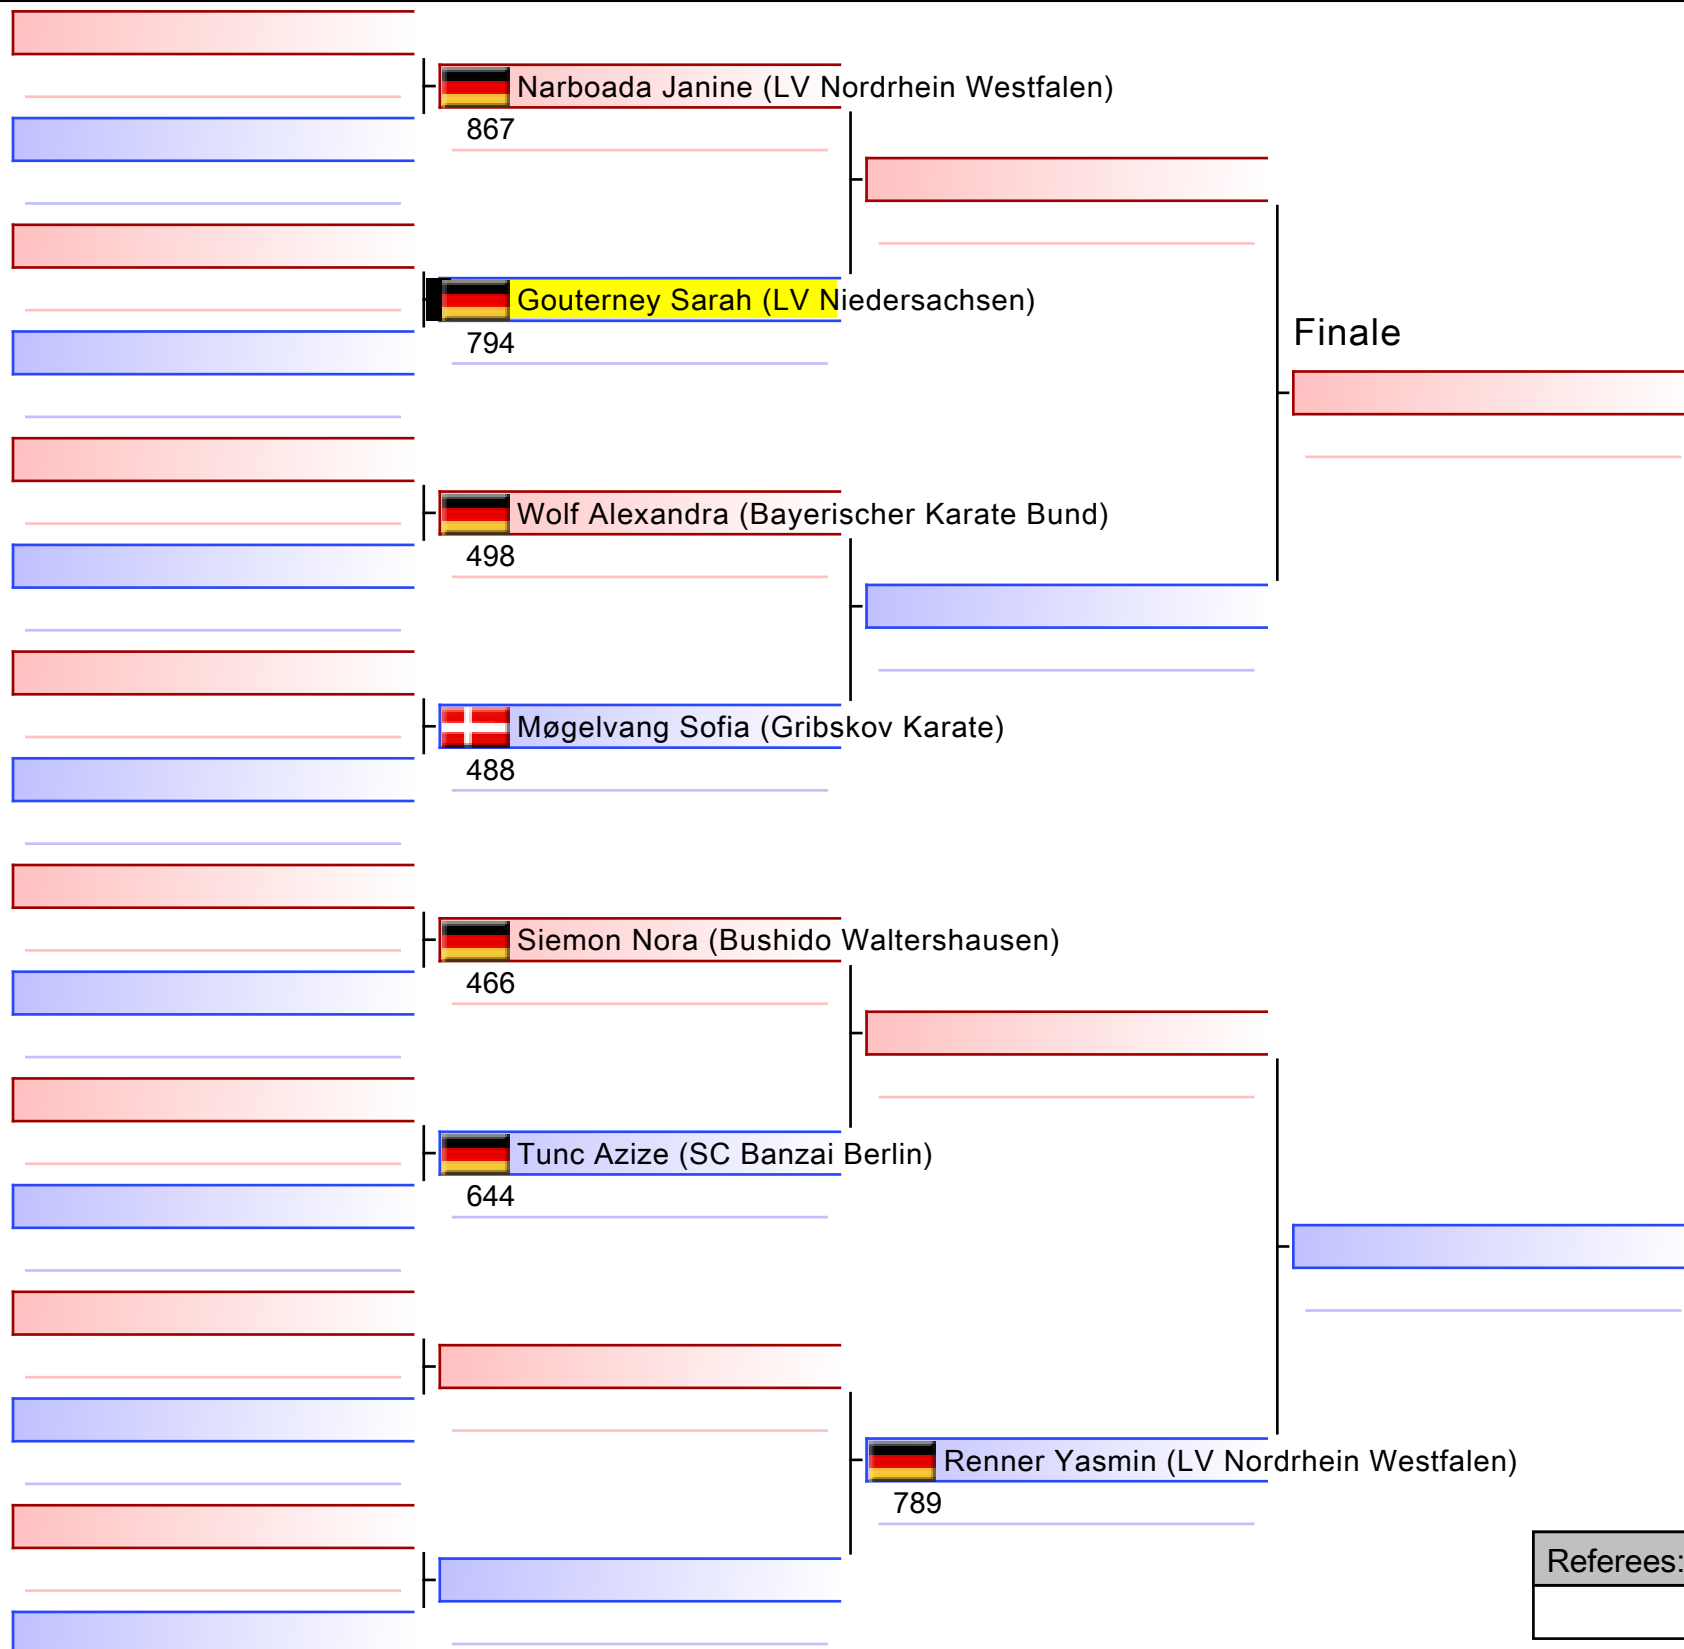 Narboada Janine (LV Nordrhein Westfalen)
867
Gouterney Sarah (LV Niedersachsen)
794
Finale
Wolf Alexandra (Bayerischer Karate Bund)
498
Møgelvang Sofia (Gribskov Karate)
488
Siemon Nora (Bushido Waltershausen)
466
Tunc Azize (SC Banzai Berlin)
644
Renner Yasmin (LV Nordrhein Westfalen)
789
Referees: